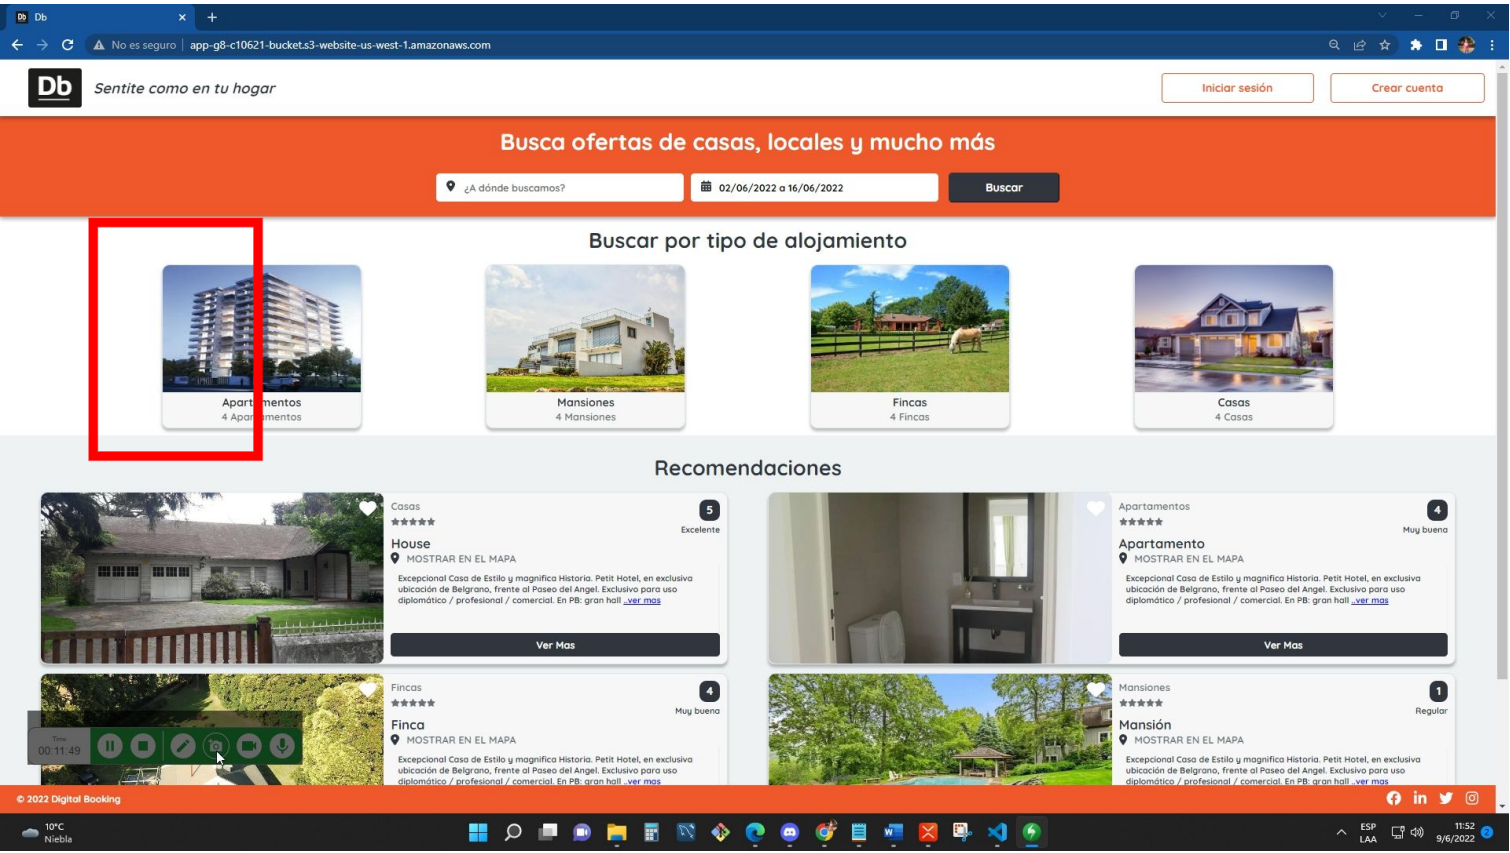 Db
No es seguro | app-g8-c10621-bucket.s3-website-us-west-1.amazonaws.com
Db
Sentite como en tu hogar
Iniciar sesión
Crear cuenta
Busca ofertas de casas, locales y mucho más
¿A dónde buscamos?
02/06/2022 a 16/06/2022
Buscar
Buscar por tipo de alojamiento
Apartamentos
4 Apartamentos
Mansiones
4 Mansiones
Fincas
4 Fincas
Casas
4 Casas
Recomendaciones
Casas
5
Excelente
House
MOSTRAR EN EL MAPA
Excepcional Casa de Estilo y magnifica Historia. Petit Hotel, en exclusiva
ubicación de Belgrano, frente al Paseo del Angel. Exclusivo para uso
diplomático / profesional / comercial. En PB: gran hall ..ver mas
Ver Mas
Apartamentos
4
Muy buena
Apartamento
MOSTRAR EN EL MAPA
Excepcional Casa de Estilo y magnifica Historia. Petit Hotel, en exclusiva
ubicación de Belgrano, frente al Paseo del Angel. Exclusivo para uso
diplomático / profesional / comercial. En PB: gran hall ..ver mas
Ver Mas
Fincas
4
Muy buena
Finca
MOSTRAR EN EL MAPA
Excepcional Casa de Estilo y magnifica Historia. Petit Hotel, en exclusiva
ubicación de Belgrano, frente al Paseo del Angel. Exclusivo para uso
diplomático / profesional / comercial. En PB: gran hall ..ver mas
Mansiones
1
Regular
Mansión
MOSTRAR EN EL MAPA
Excepcional Casa de Estilo y magnifica Historia. Petit Hotel, en exclusiva
ubicación de Belgrano, frente al Paseo del Angel. Exclusivo para uso
diplomático / profesional / comercial. En PB: gran hall ..ver mas
Time
00:11:49
© 2022 Digital Booking
10°C
Niebla
ESP
LAA
11:52
9/6/2022
2